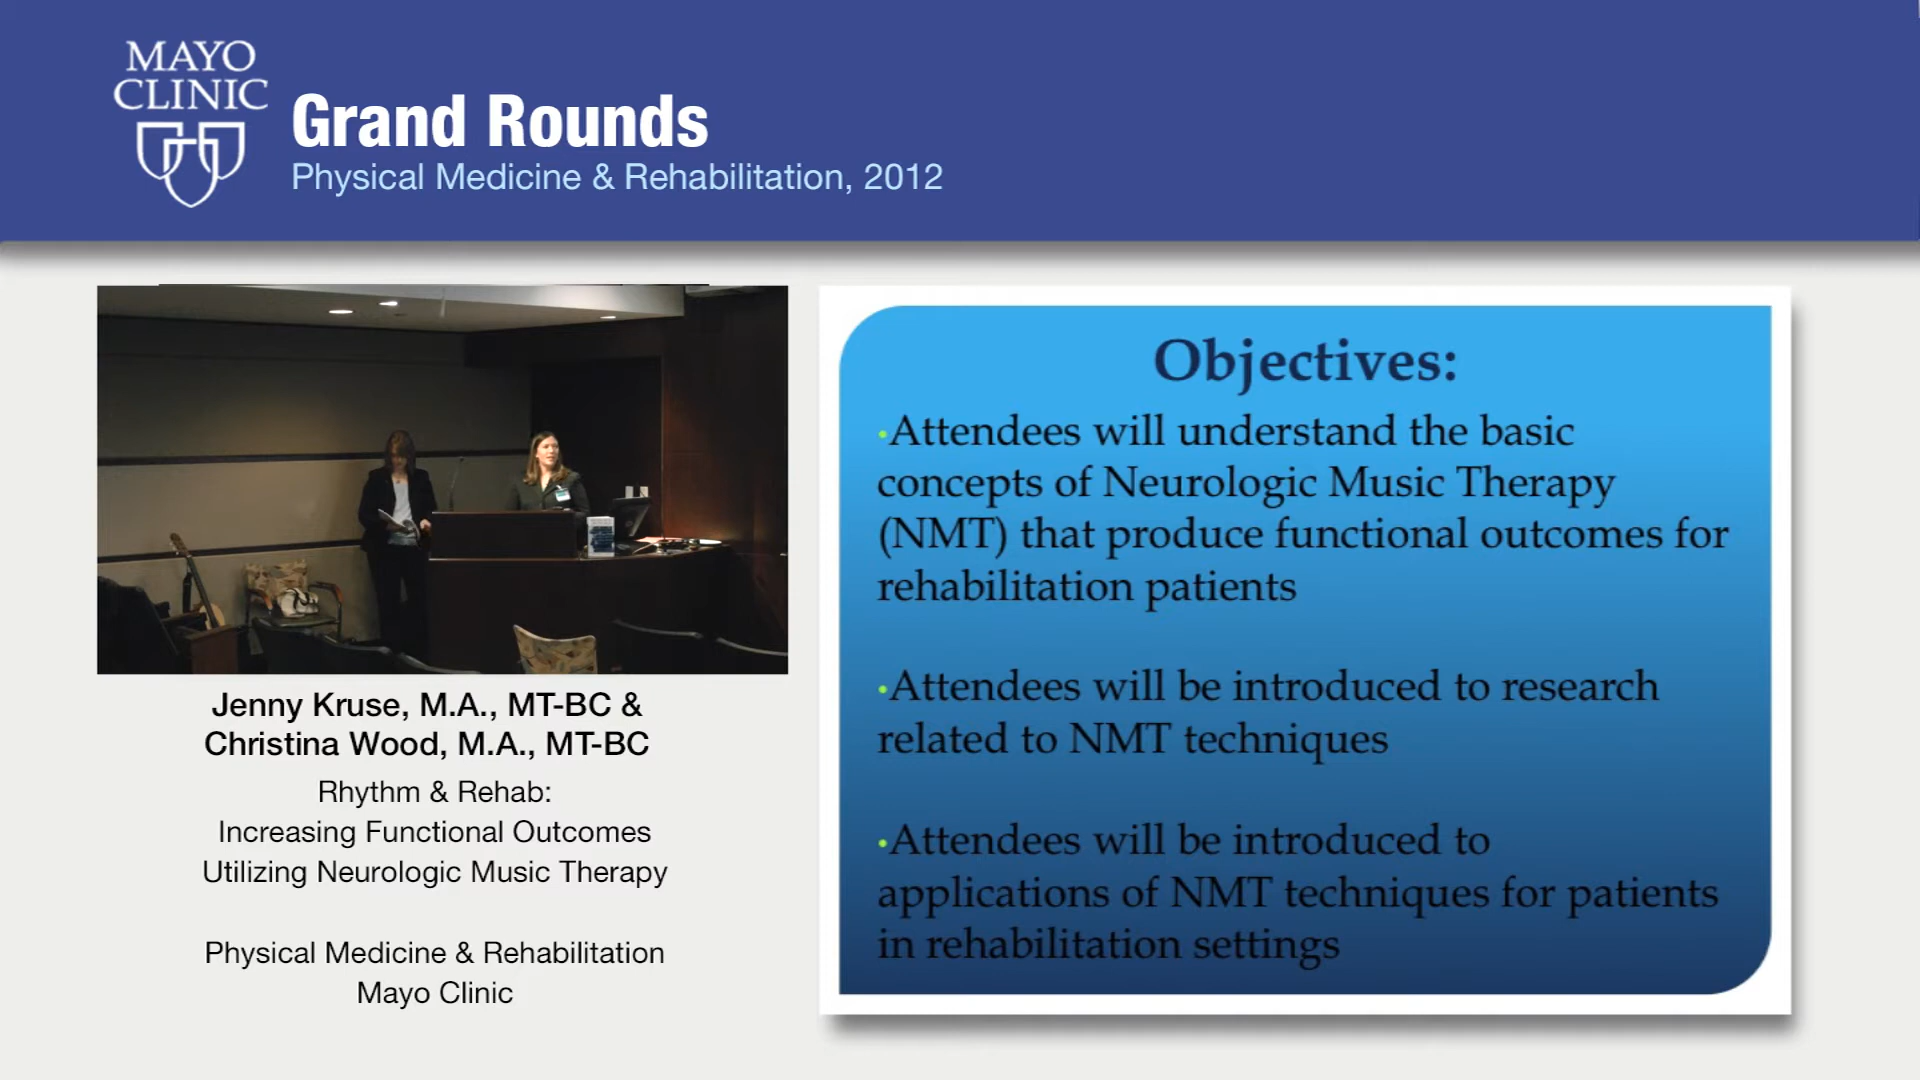 MAYO
CLINIC
Grand Rounds
Physical Medicine & Rehabilitation, 2012
Jenny Kruse, M.A., MT-BC &
Christina Wood, M.A., MT-BC
Rhythm & Rehab:
Increasing Functional Outcomes
Utilizing Neurologic Music Therapy
Physical Medicine & Rehabilitation
Mayo Clinic
Objectives:
•Attendees will understand the basic
concepts of Neurologic Music Therapy
(NMT) that produce functional outcomes for
rehabilitation patients
•Attendees will be introduced to research
related to NMT techniques
•Attendees will be introduced to
applications of NMT techniques for patients
in rehabilitation settings